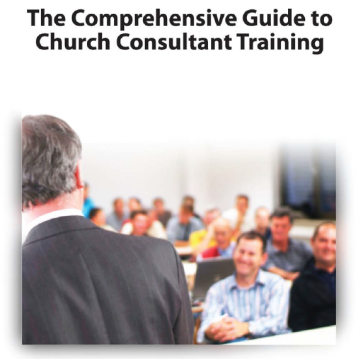 The Comprehensive Guide to
Church Consultant Training